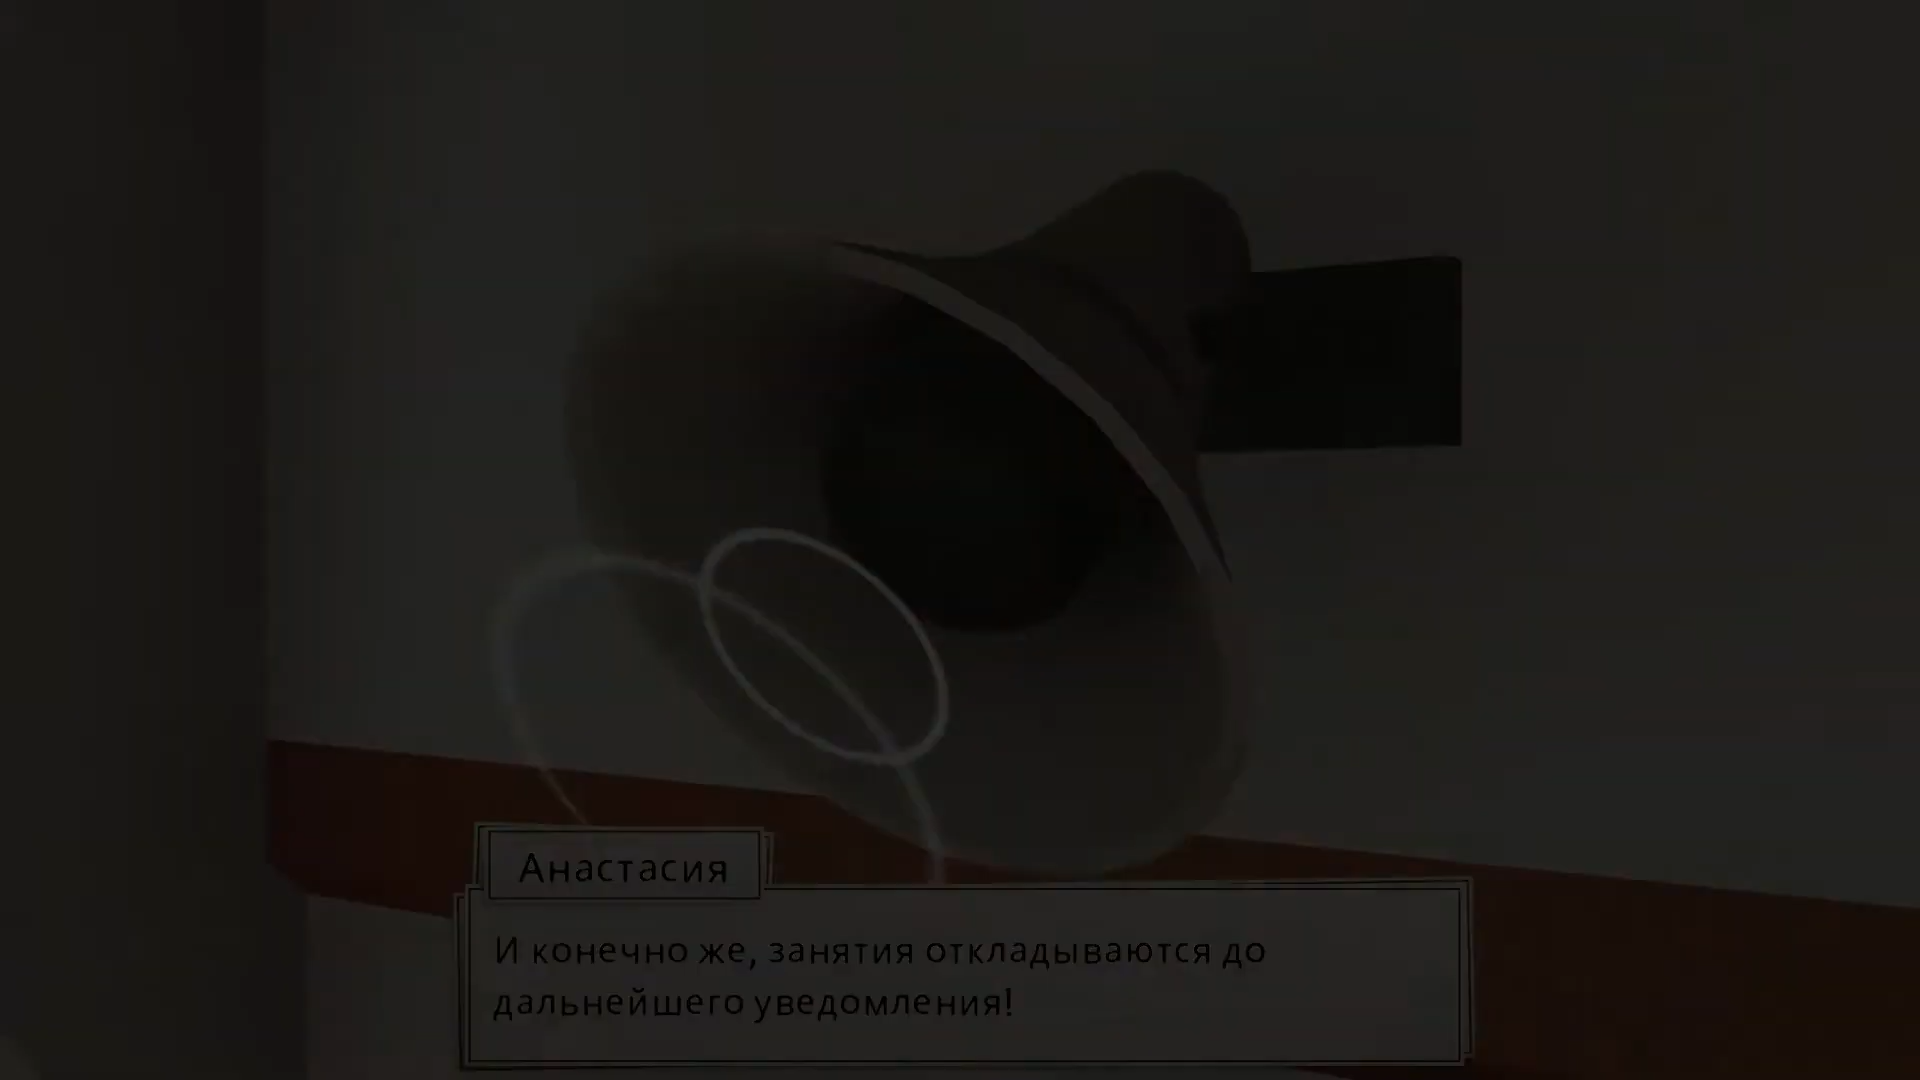 Анастасия
И конечно же, занятия откладываются до
дальнейшего уведомления!